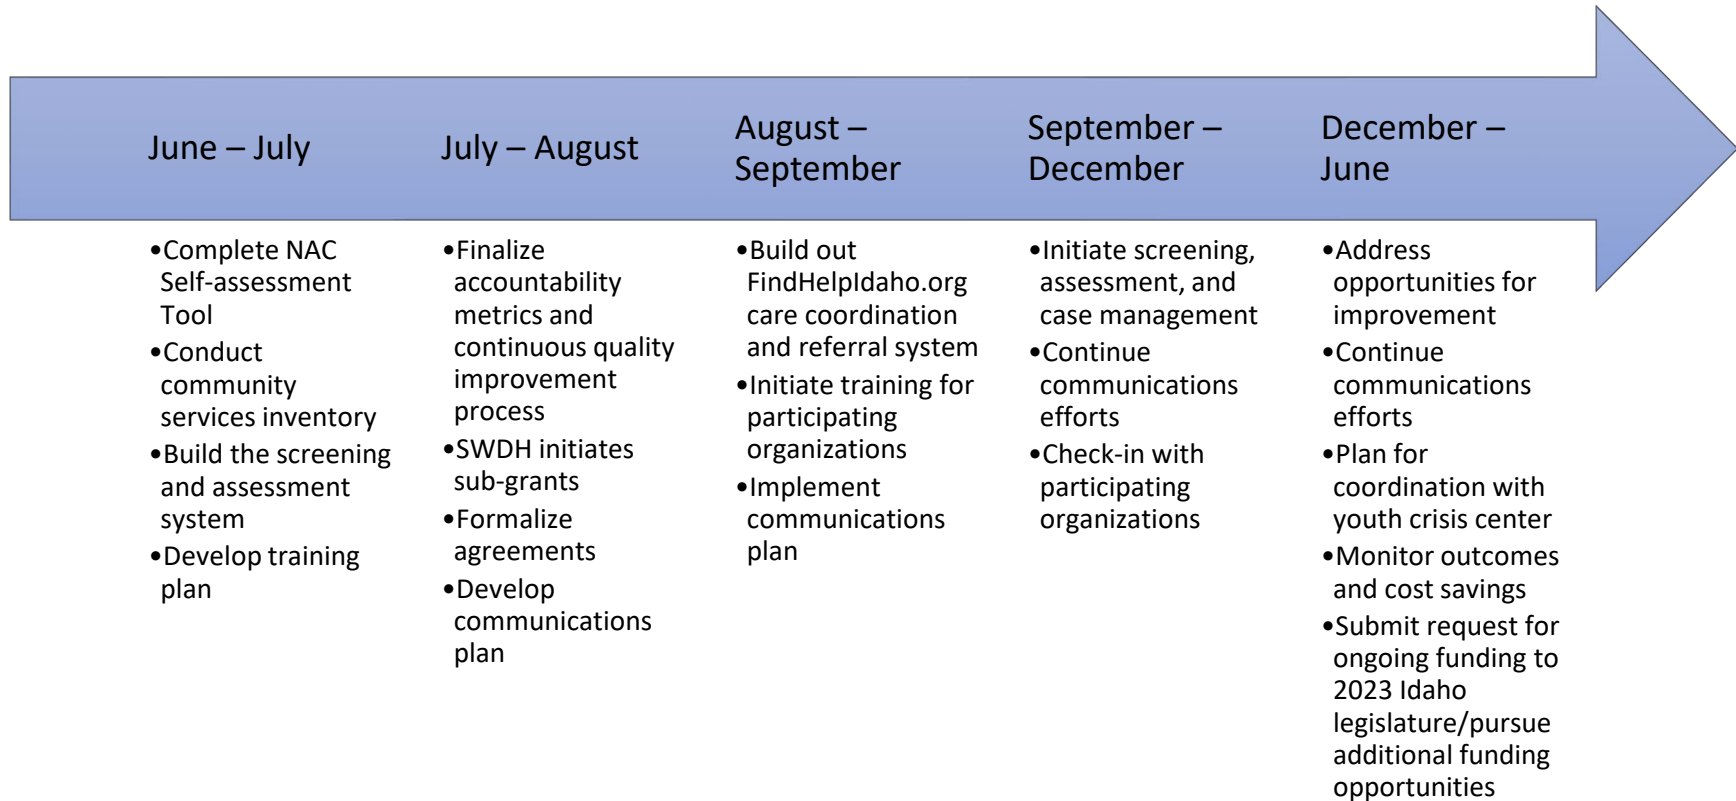 June – July
July – August
August –
September
September –
December
December –
June
•Complete NAC
Self-assessment
Tool
•Conduct
community
services inventory
•Build the screening
and assessment
system
•Develop training
plan
•Finalize
accountability
metrics and
continuous quality
improvement
process
•SWDH initiates
sub-grants
•Formalize
agreements
•Develop
communications
plan
•Build out
FindHelpIdaho.org
care coordination
and referral system
•Initiate training for
participating
organizations
•Implement
communications
plan
•Initiate screening,
assessment, and
case management
•Continue
communications
efforts
•Check-in with
participating
organizations
•Address
opportunities for
improvement
•Continue
communications
efforts
•Plan for
coordination with
youth crisis center
•Monitor outcomes
and cost savings
•Submit request for
ongoing funding to
2023 Idaho
legislature/pursue
additional funding
opportunities